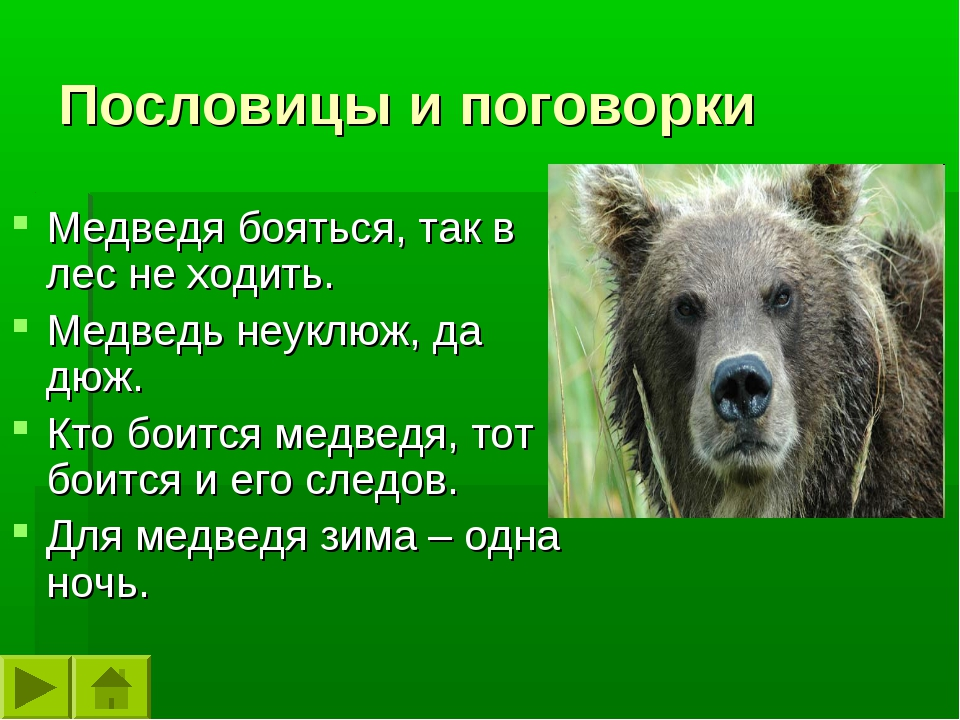 Пословицы и поговорки
Медведя бояться, так в
лес не ходить.
Медведь неуклюж, да
дюж.
Кто боится медведя, тот
боится и его следов.
Для медведя зима – одна
ночь.